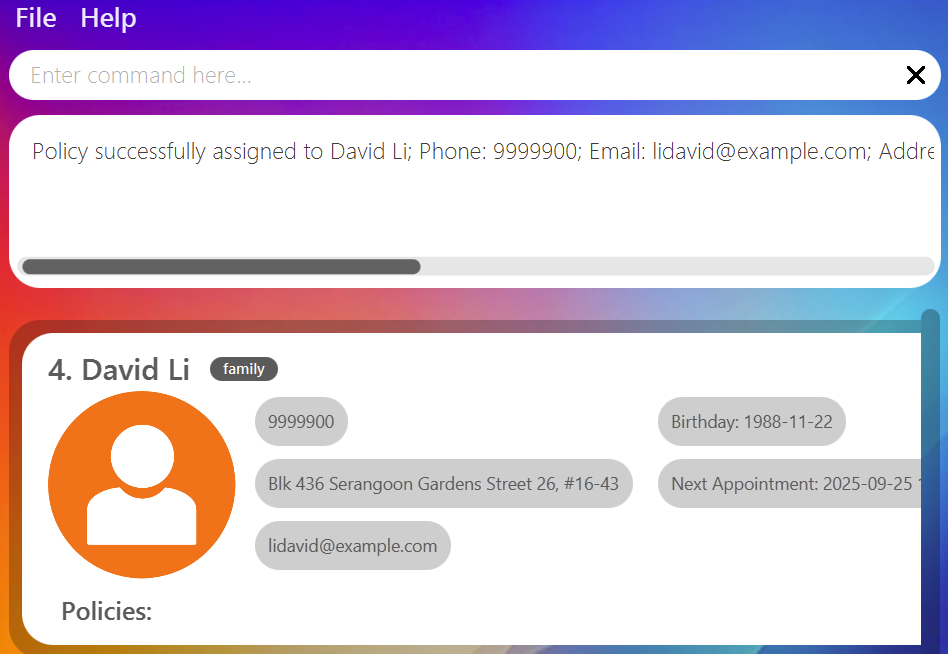 File Help
Enter command here...
Policy successfully assigned to David Li; Phone: 9999900; Email: lidavid@example.com; Addre
4. David Li family
9999900 Birthday: 1988-11-22
Blk 436 Serangoon Gardens Street 26, #16-43 Next Appointment: 2025-09-25
lidavid@example.com
Policies: